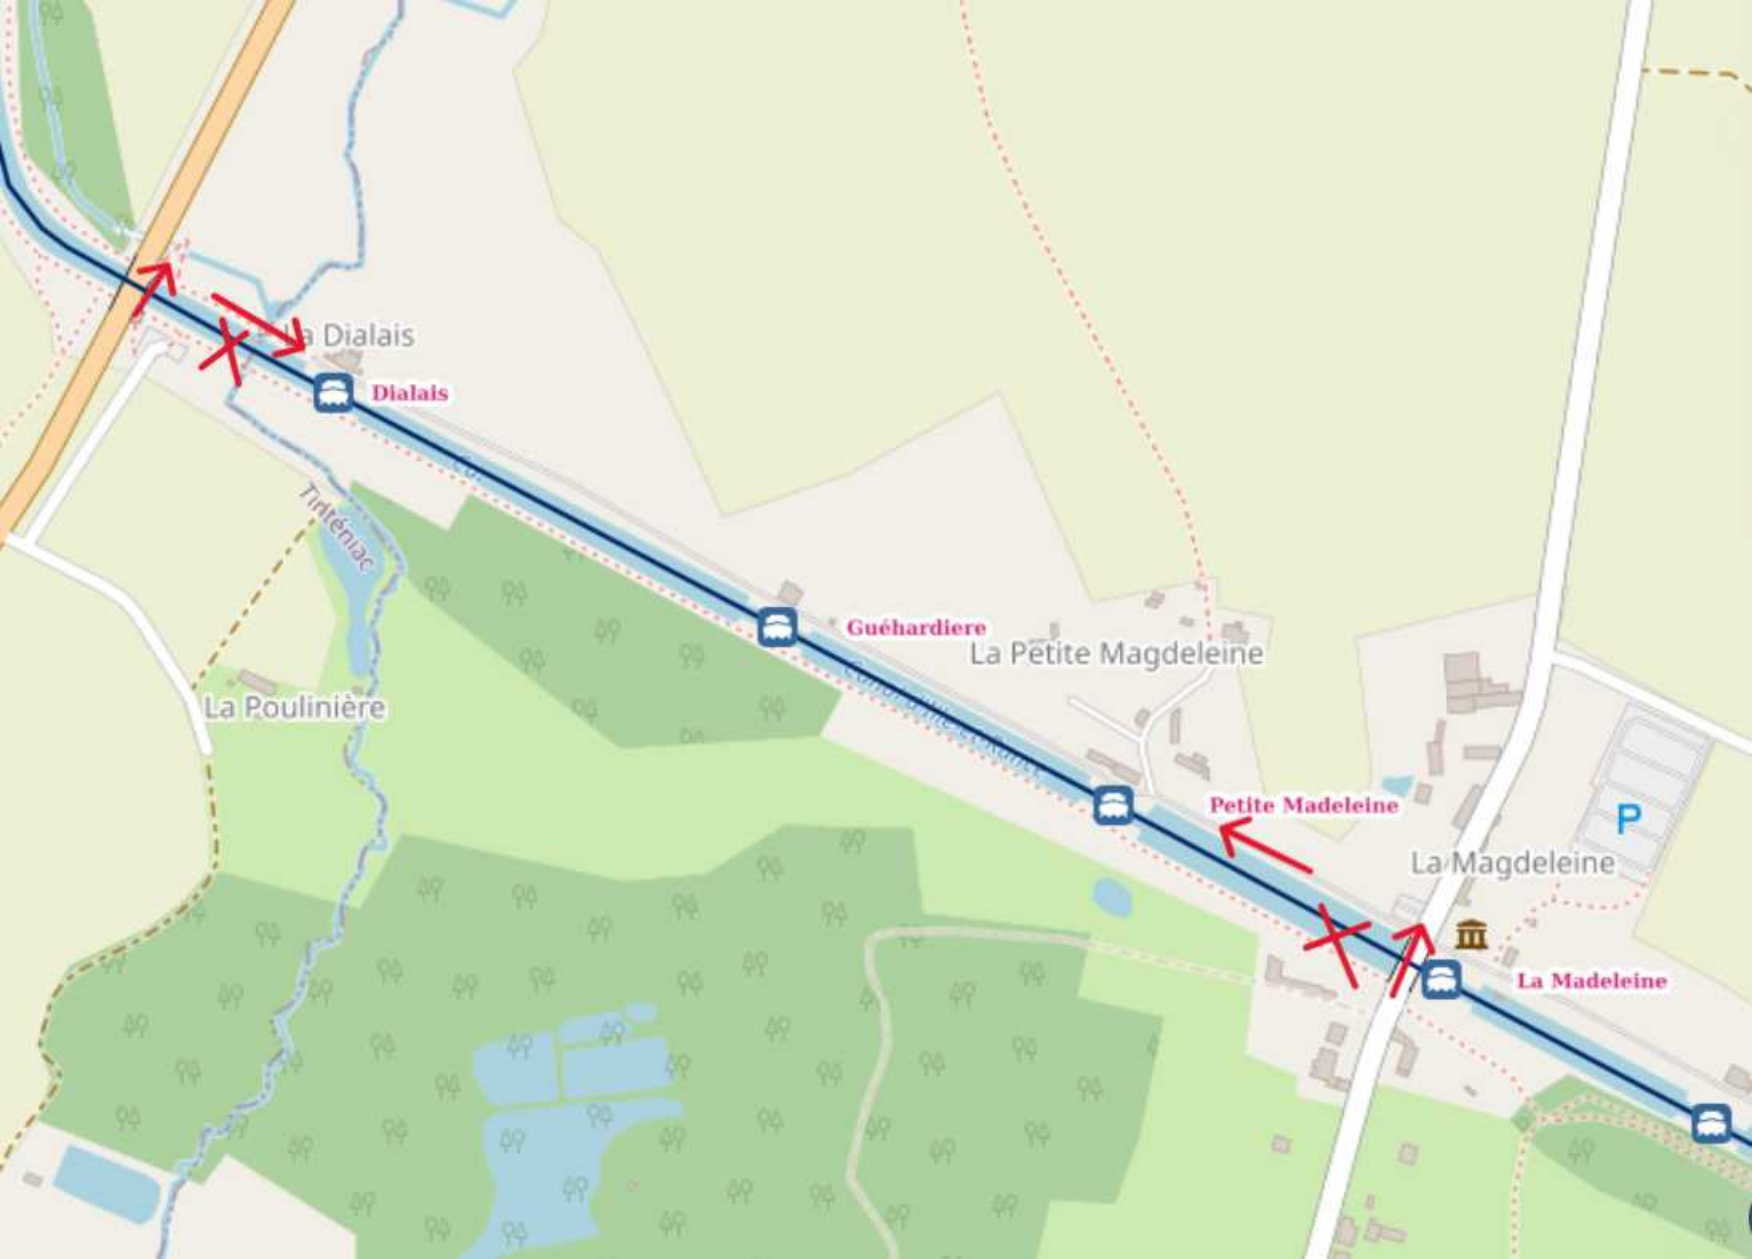 La Dialais
Dialais
Tinténiac
Guéhardiere
La Petite Magdeleine
La Poulinière
Petite Madeleine
P
La Magdeleine
La Madeleine